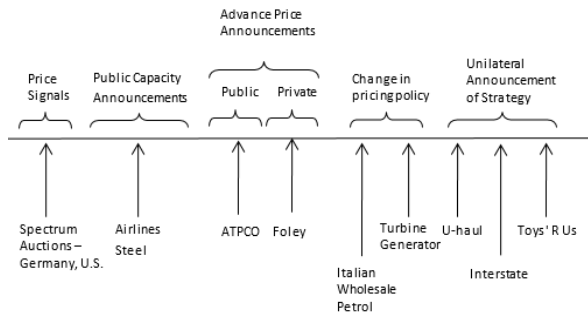 Advance Price
Announcements
Price
Signals
Public Capacity
Announcements
Public
Private
Change in
pricing policy
Unilateral
Announcement
of Strategy
Spectrum
Auctions –
Germany, U.S.
Airlines
Steel
ATPCO
Foley
Italian
Wholesale
Petrol
Turbine
Generator
U-haul
Interstate
Toys' R Us